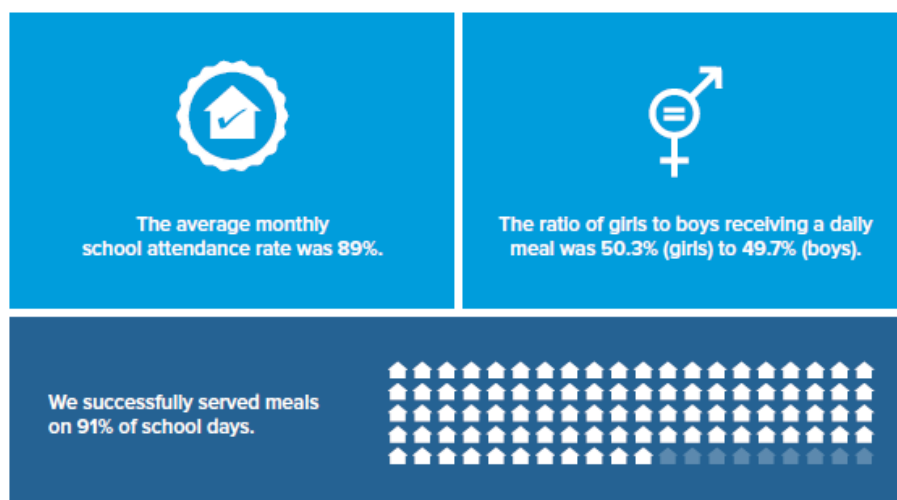 The average monthly
school attendance rate was 89%.
The ratio of girls to boys receiving a daily
meal was 50.3% (girls) to 49.7% (boys).
We successfully served meals
on 91% of school days.